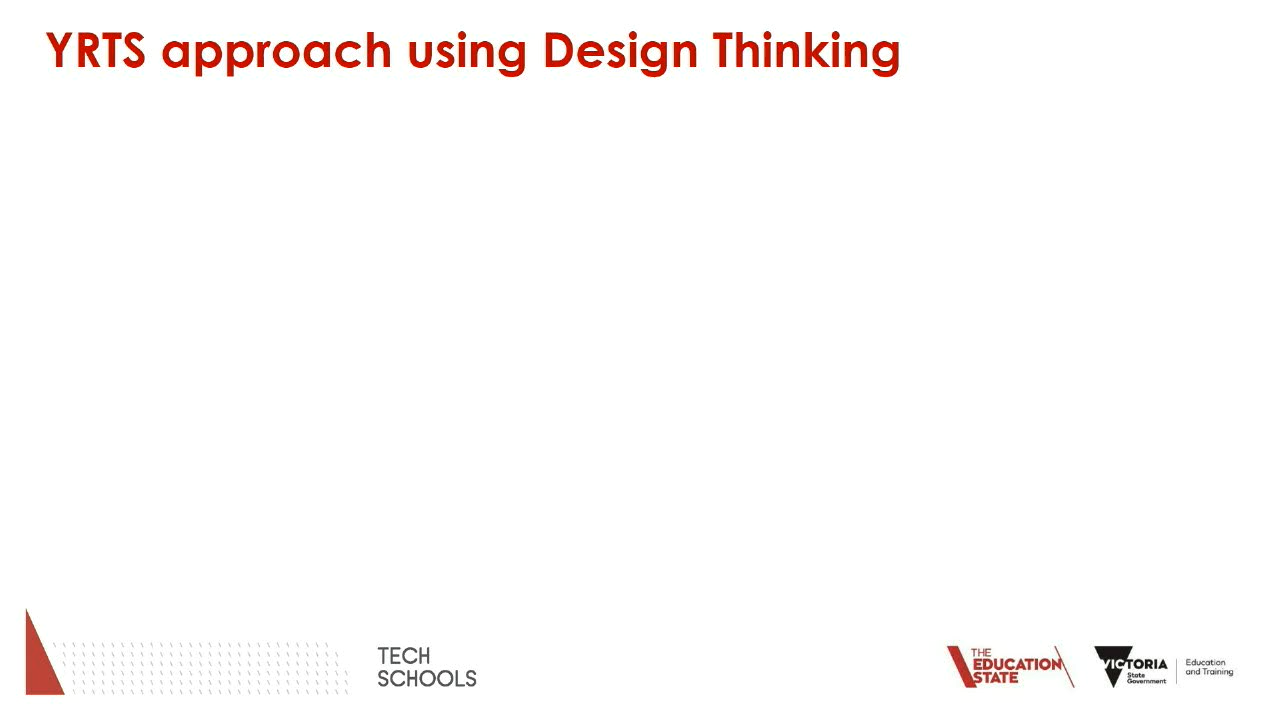 YRTS approach using Design Thinking
TECH
SCHOOLS
THE
EDUCATION
STATE
VICTORIA
State
Government
Education
and Training